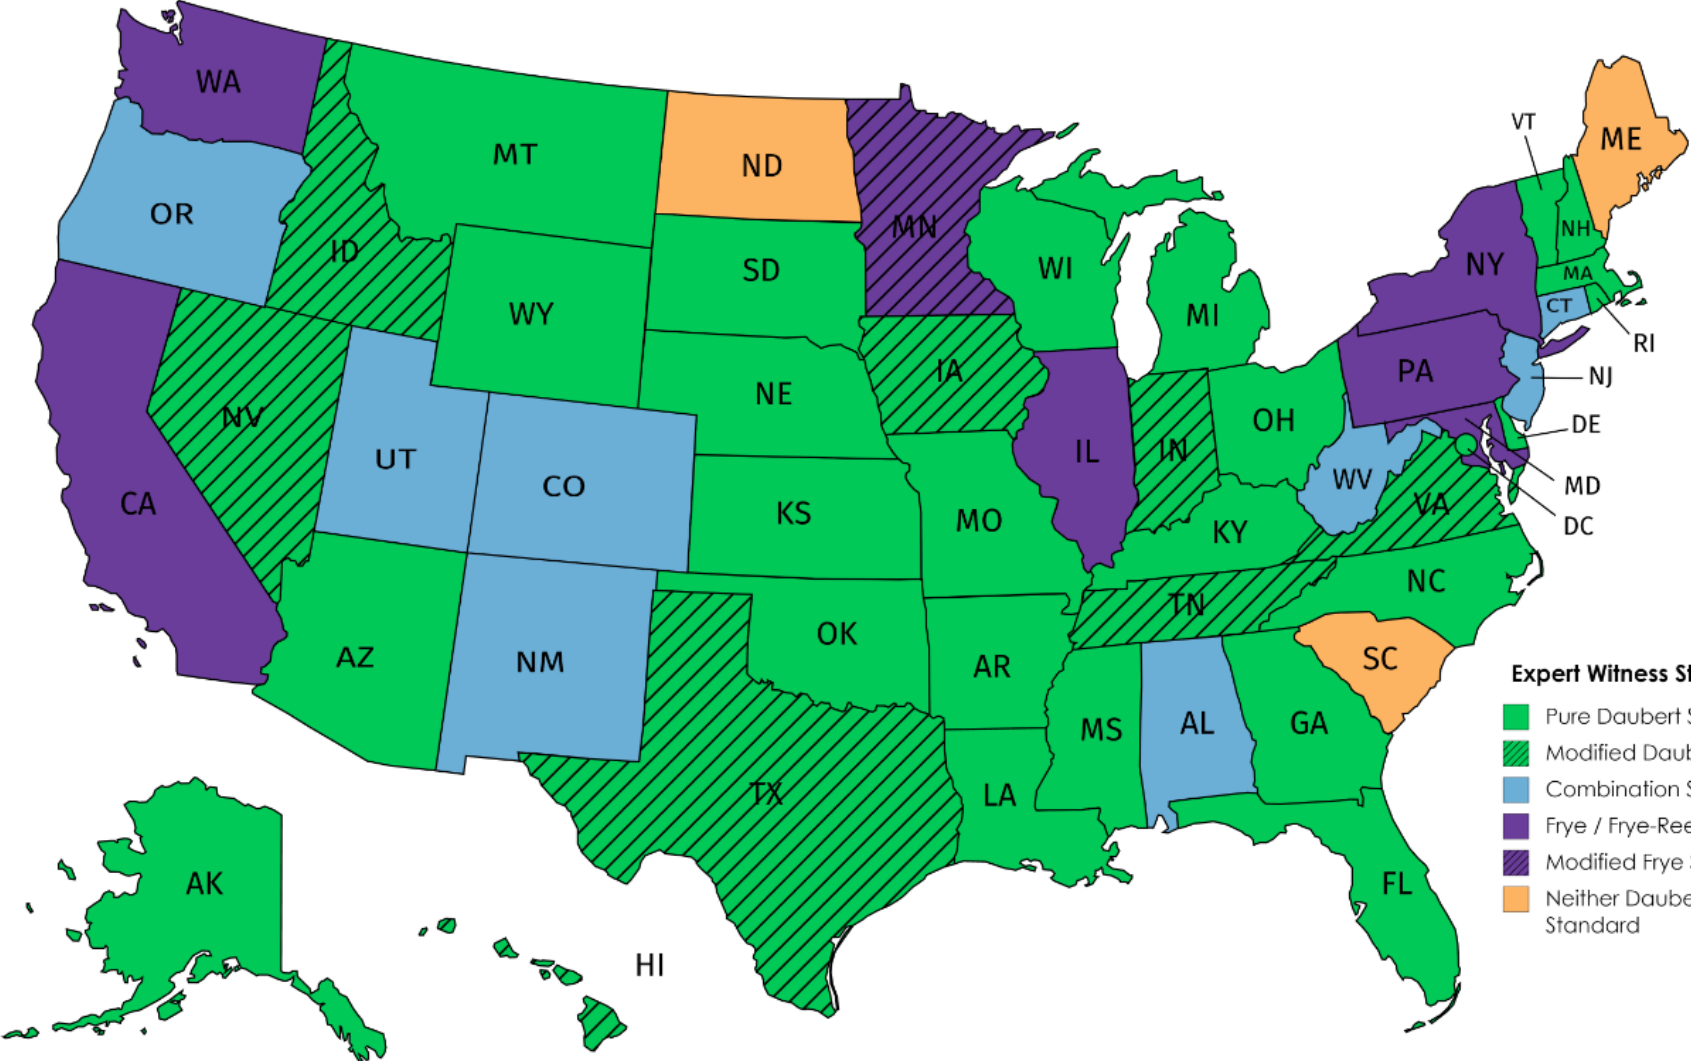 WA
MT
ND
MN
OR
ID
SD
WY
WI
MI
VT
ME
NH
NY
MA
CT
RI
NJ
PA
DE
MD
DC
NV
UT
CO
NE
IA
IL
IN
OH
WV
VA
CA
KS
MO
KY
NC
TN
AZ
NM
OK
AR
SC
MS
AL
GA
TX
LA
FL
AK
HI
Expert Witness St
Pure Daubert S
Modified Daub
Combination S
Frye / Frye-Ree
Modified Frye S
Neither Daube
Standard